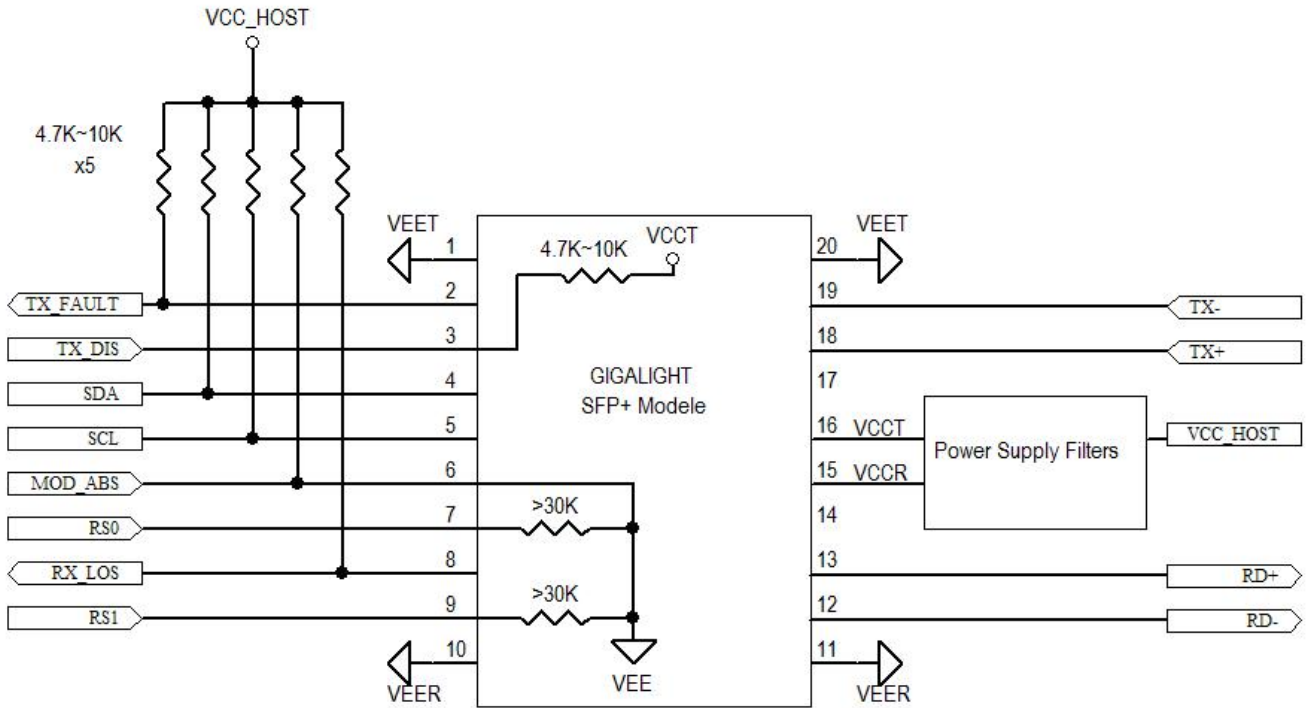 VCC_HOST
4.7K~10K
x5
VEET
1
4.7K~10K
VCCT
20
VEET
TX_FAULT
2
19
TX-
TX_DIS
3
18
TX+
SDA
4
GIGALIGHT
SFP+ Modele
17
SCL
5
16
VCCT
Power Supply Filters
VCC_HOST
MOD_ABS
6
15
VCCR
RS0
7
>30K
14
RX_LOS
8
13
RD+
RS1
9
>30K
12
RD-
10
VEER
VEE
11
VEER